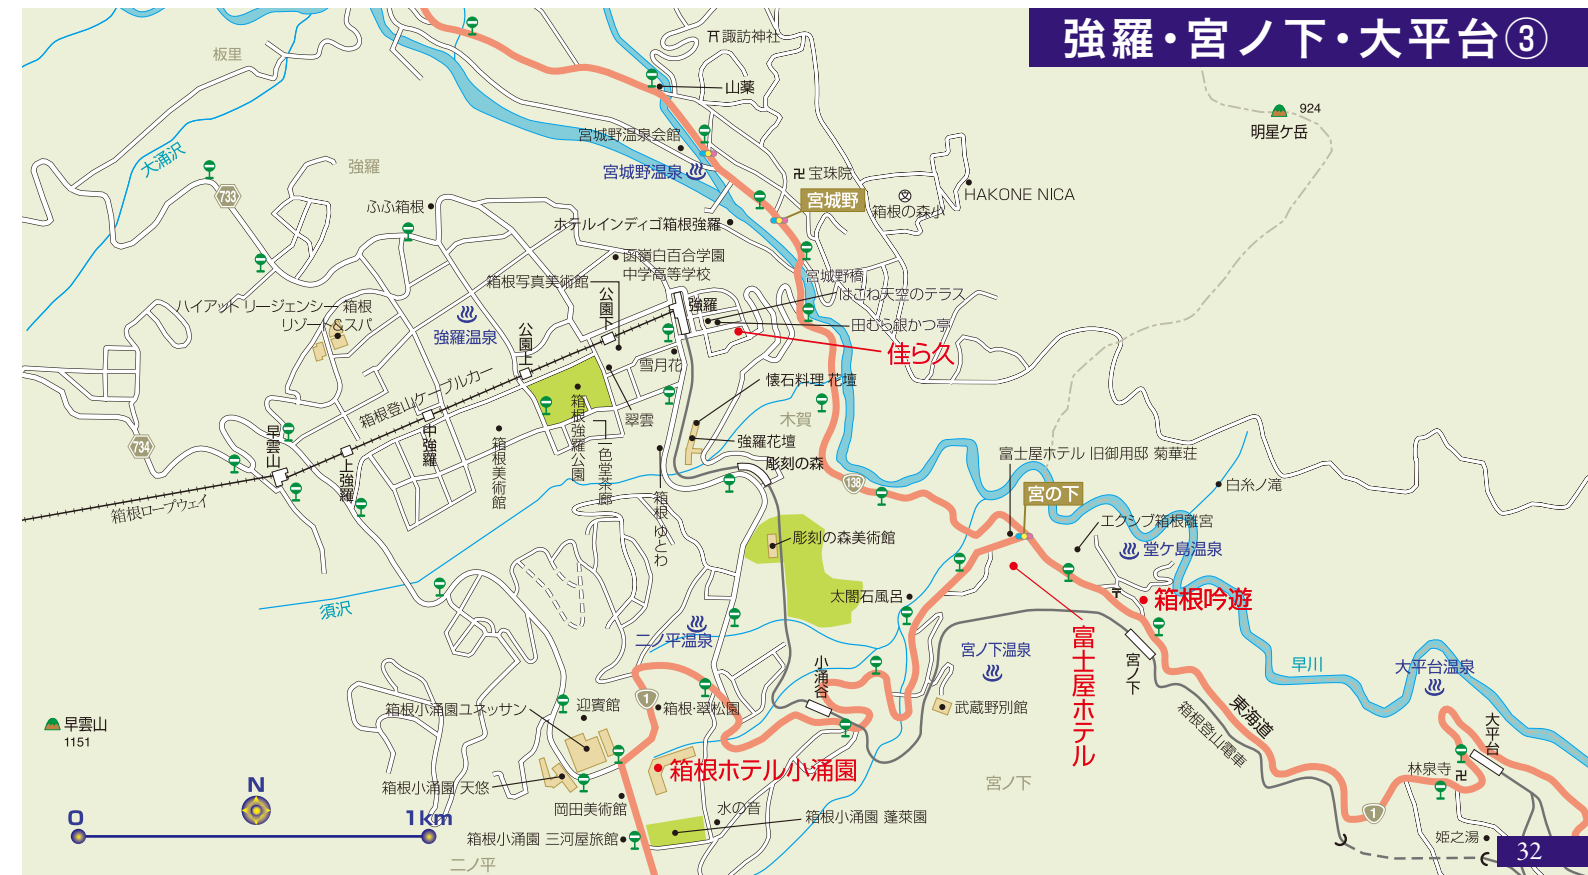 強羅・宮ノ下・大平台③
板里
諏訪神社
山薬
924
明星ケ岳
大涌沢
強羅
733
宮城野温泉会館
宮城野温泉
卍宝珠院
宮城野
HAKONE NICA
箱根の森小
ふふ箱根
ホテルインディゴ箱根強羅
函嶺白百合学園
中学高等学校
箱根写真美術館
公園下
強羅
宮城野橋
はこね天空のテラス
田むら銀かつ亭
佳ら久
ハイアット リージェンシー 箱根
リゾート&スパ
強羅温泉
公園上
雪月花
懐石料理 花壇
箱根登山ケーブルカー
箱根強羅公園
翠雲
木賀
強羅花壇
一色堂茶廊
彫刻の森
734
早雲山
上強羅
中強羅
箱根美術館
箱根 ゆとわ
箱根ロープウェイ
138
富士屋ホテル 旧御用邸 菊華荘
宮の下
白糸ノ滝
エクシブ箱根離宮
堂ケ島温泉
彫刻の森美術館
太閤石風呂
箱根吟遊
〒
須沢
二ノ平温泉
小涌谷
宮ノ下温泉
富士屋ホテル
宮ノ下
早川
大平台温泉
東海道
箱根登山電車
大平台
早雲山
1151
箱根小涌園ユネッサン
迎賓館
1
箱根・翠松園
武蔵野別館
箱根ホテル小涌園
箱根小涌園 天悠
岡田美術館
水の音
箱根小涌園 蓬萊園
箱根小涌園 三河屋旅館
二ノ平
宮ノ下
林泉寺 卍
1
姫之湯
N
0
1km
32